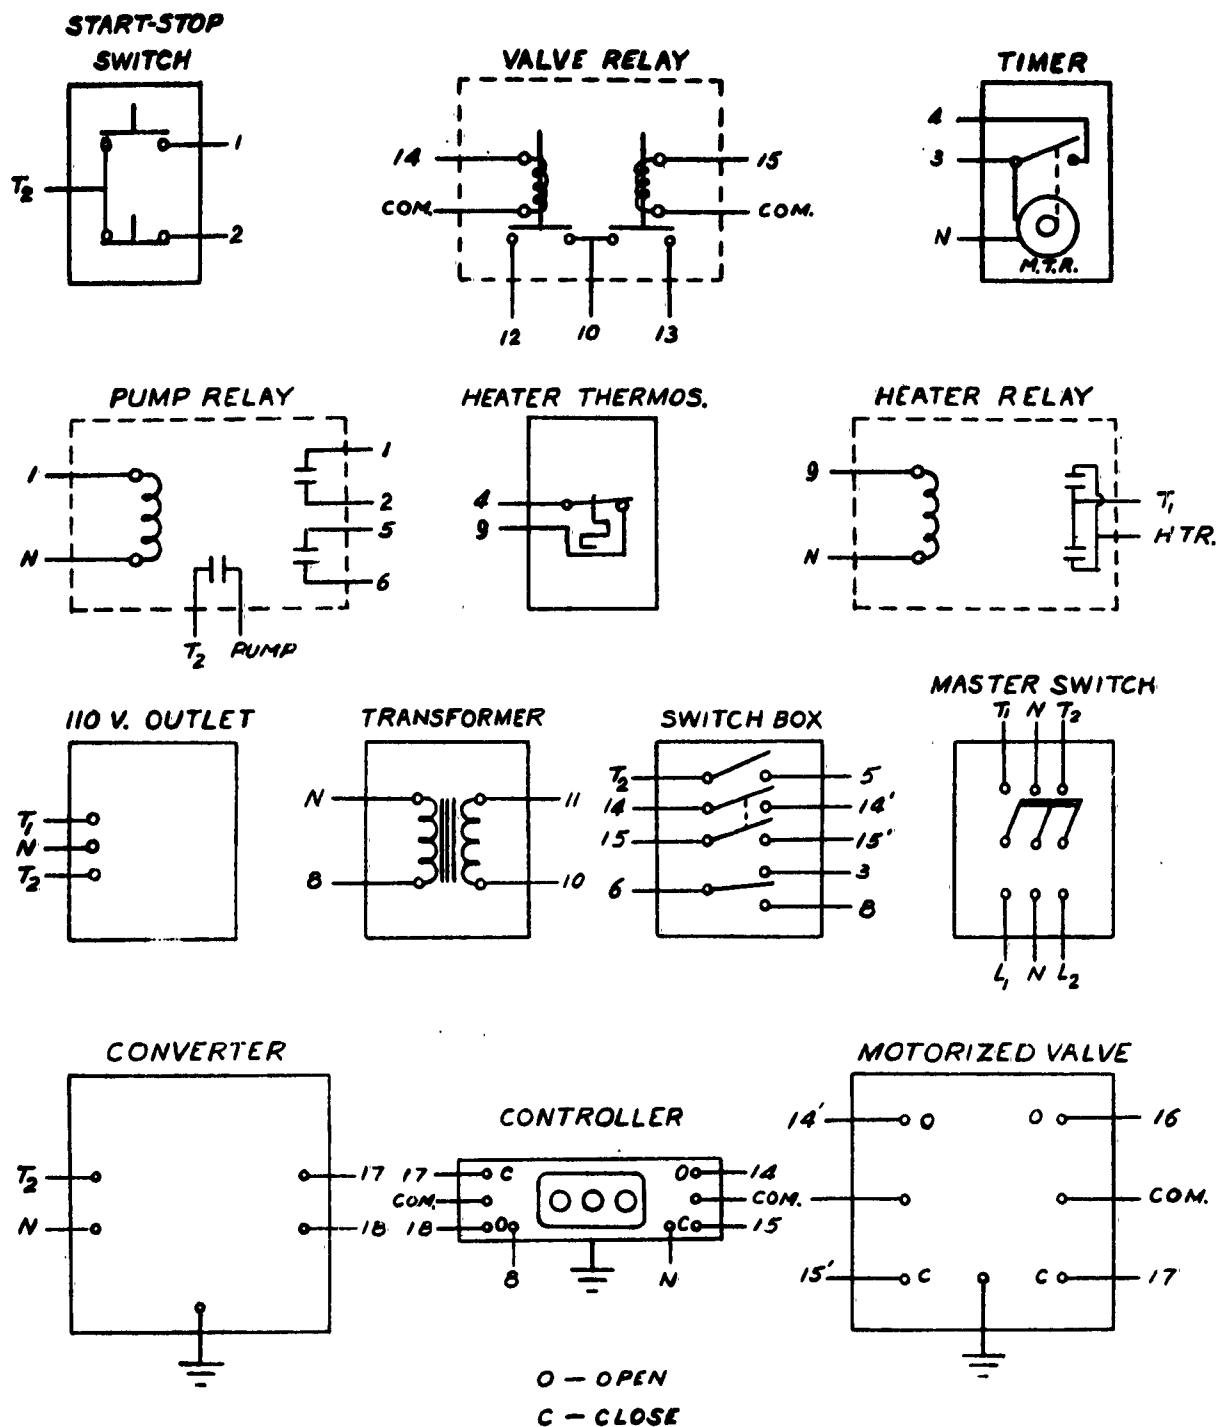 START-STOP
SWITCH
T2
1
2
VALVE RELAY
14
COM.
15
COM.
12
10
13
TIMER
4
3
N
M.T.R.
PUMP RELAY
1
N
1
2
5
6
T2
PUMP
HEATER THERMOS.
4
9
HEATER RELAY
9
N
T1
HTR.
110 V. OUTLET
T1
N
T2
TRANSFORMER
N
8
11
10
SWITCH BOX
T2
14
15
6
5
14'
15'
3
8
MASTER SWITCH
T1 N T2
L1 N L2
CONVERTER
T2
N
17
18
CONTROLLER
17 C
COM.
18 O
8
O 14
COM.
C 15
N
MOTORIZED VALVE
14' O
15' C
O 16
COM.
C 17
O - OPEN
C - CLOSE